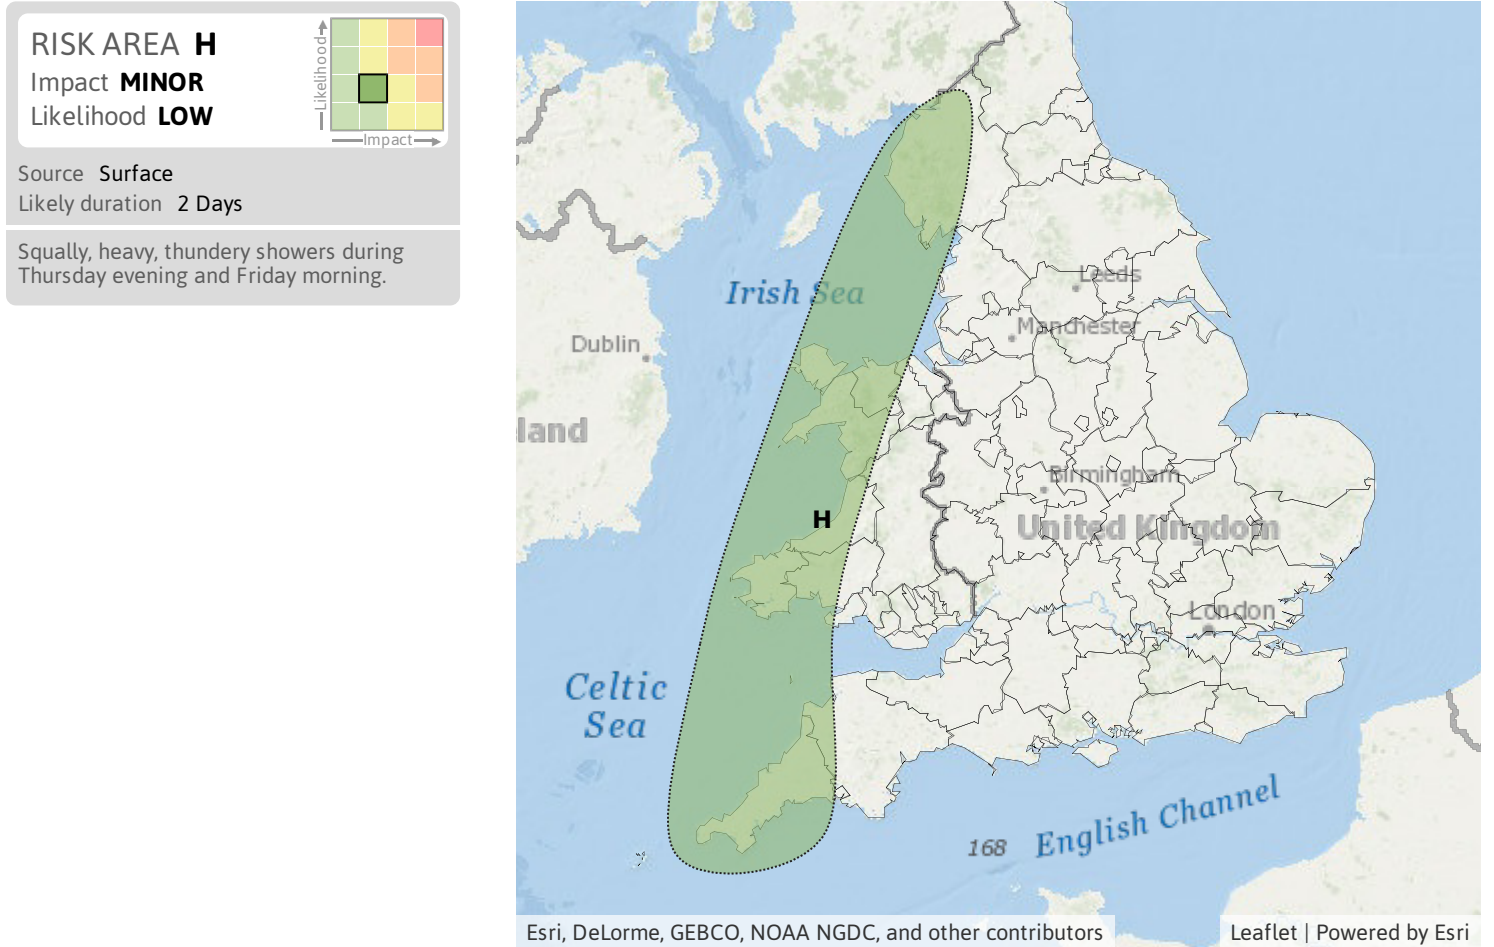 RISK AREA H
Impact MINOR
Likelihood LOW
Likelihood
Impact
Source Surface
Likely duration 2 Days
Squally, heavy, thundery showers during
Thursday evening and Friday morning.
Leeds
Irish Sea
Manchester
Dublin
land
Birmingham
H
United Kingdom
London
Celtic
Sea
English Channel
168
Esri, DeLorme, GEBCO, NOAA NGDC, and other contributors
Leaflet | Powered by Esri